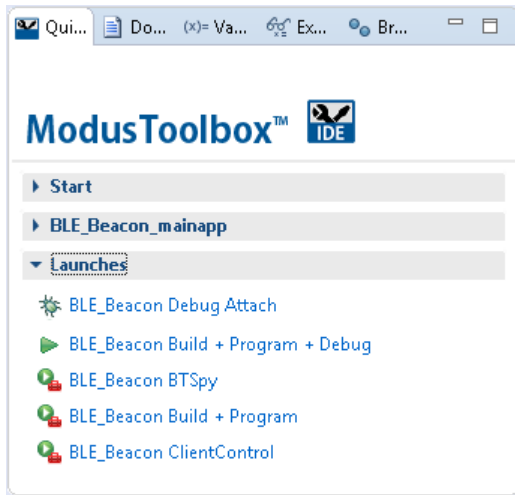 Qui... Do... (x)= Va... Ex... Br...
ModusToolbox™ IDE
Start
BLE_Beacon_mainapp
Launches
BLE_Beacon Debug Attach
BLE_Beacon Build + Program + Debug
BLE_Beacon BTSpy
BLE_Beacon Build + Program
BLE_Beacon ClientControl